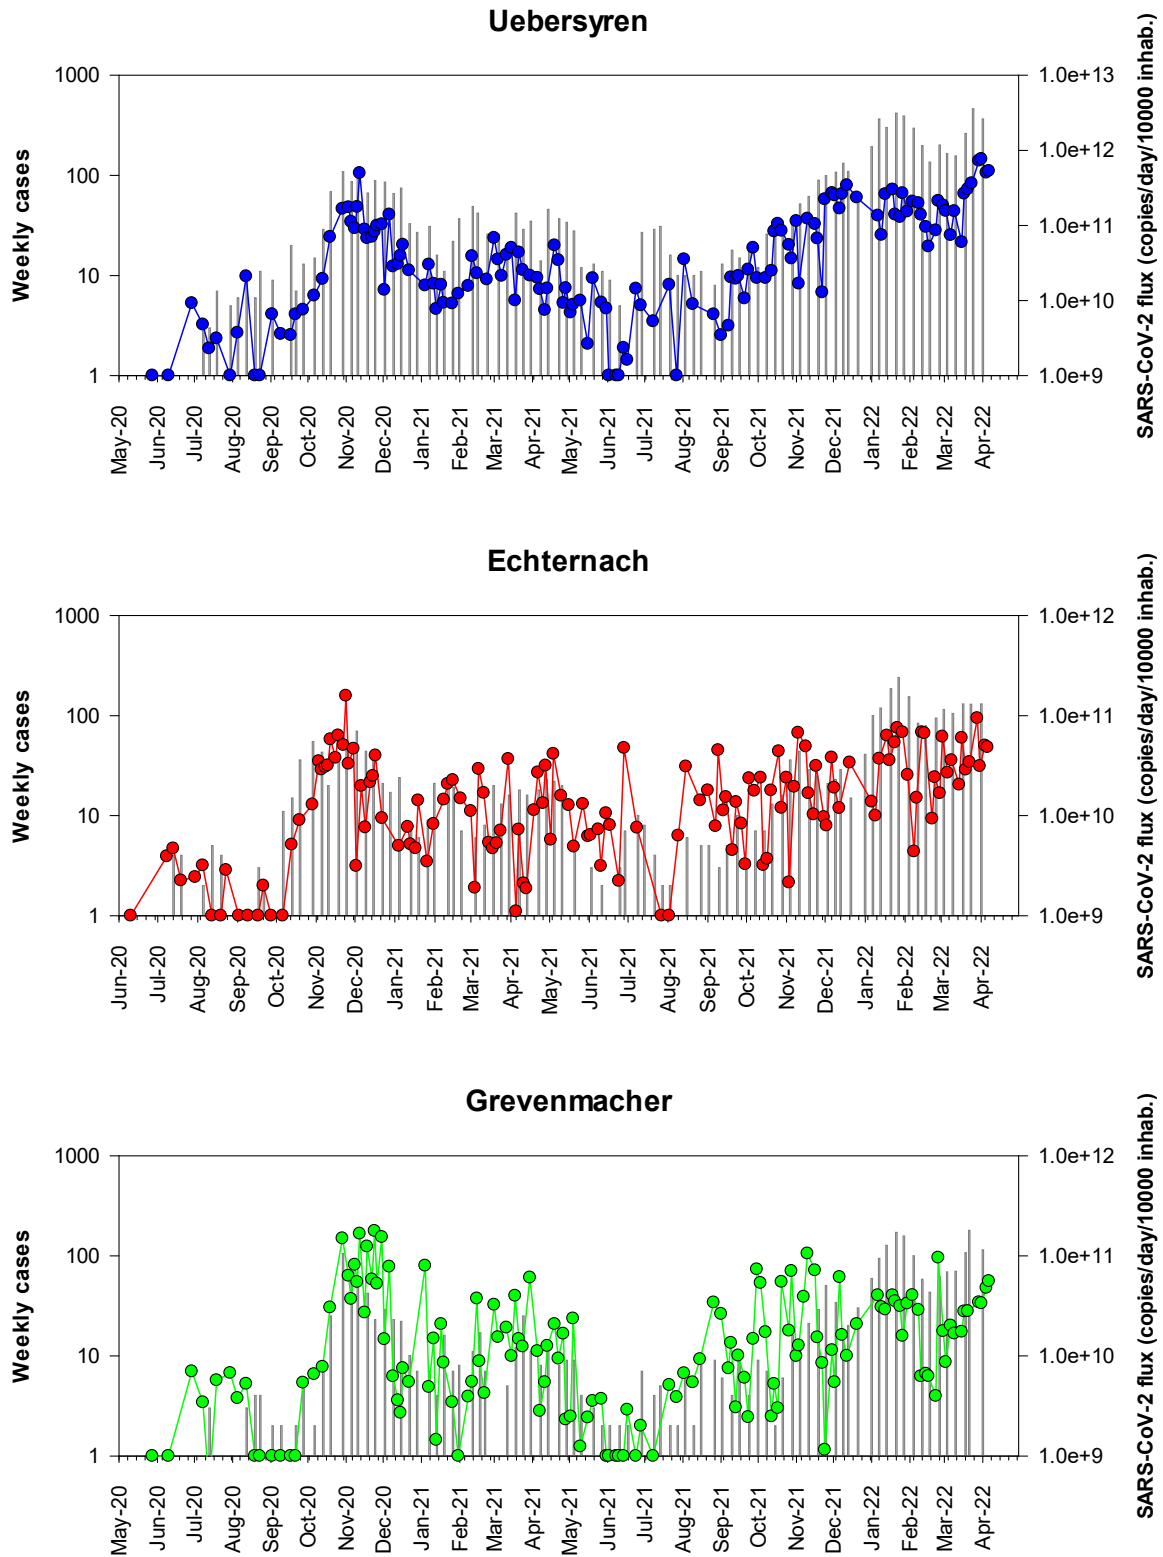 Uebersyren
Weekly cases
SARS-CoV-2 flux (copies/day/10000 inhab.)
1000
100
10
1
1.0e+13
1.0e+12
1.0e+11
1.0e+10
1.0e+9
May-20 Jun-20 Jul-20 Aug-20 Sep-20 Oct-20 Nov-20 Dec-20 Jan-21 Feb-21 Mar-21 Apr-21 May-21 Jun-21 Jul-21 Aug-21 Sep-21 Oct-21 Nov-21 Dec-21 Jan-22 Feb-22 Mar-22 Apr-22
Echternach
Weekly cases
SARS-CoV-2 flux (copies/day/10000 inhab.)
1000
100
10
1
1.0e+12
1.0e+11
1.0e+10
1.0e+9
Jun-20 Jul-20 Aug-20 Sep-20 Oct-20 Nov-20 Dec-20 Jan-21 Feb-21 Mar-21 Apr-21 May-21 Jun-21 Jul-21 Aug-21 Sep-21 Oct-21 Nov-21 Dec-21 Jan-22 Feb-22 Mar-22 Apr-22
Grevenmacher
Weekly cases
SARS-CoV-2 flux (copies/day/10000 inhab.)
1000
100
10
1
1.0e+12
1.0e+11
1.0e+10
1.0e+9
May-20 Jun-20 Jul-20 Aug-20 Sep-20 Oct-20 Nov-20 Dec-20 Jan-21 Feb-21 Mar-21 Apr-21 May-21 Jun-21 Jul-21 Aug-21 Sep-21 Oct-21 Nov-21 Dec-21 Jan-22 Feb-22 Mar-22 Apr-22